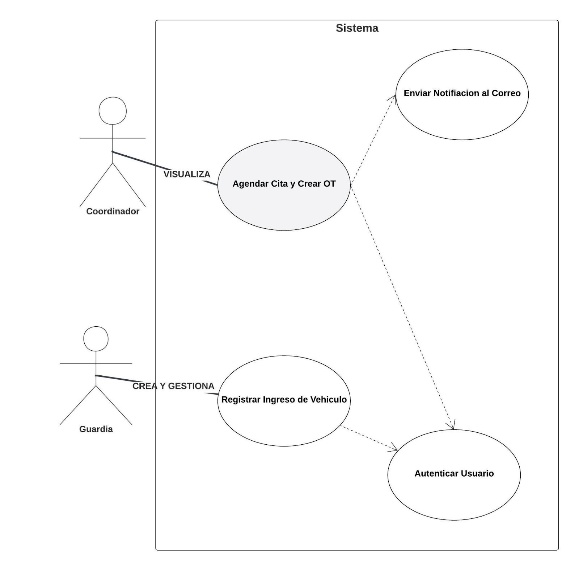 Sistema
Enviar Notifiacion al Correo
VISUALIZA
Agendar Cita y Crear OT
Coordinador
CREA Y GESTIONA
Registrar Ingreso de Vehiculo
Guardia
Autenticar Usuario